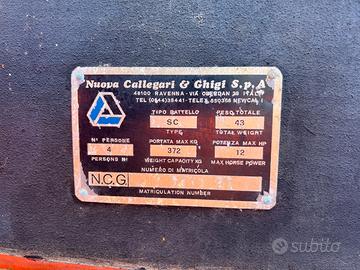 Nuova Callegari & Ghigi S.p.A
48100 RAVENNA - VIA OBERDAN 38 ITALY
TEL (0544) 35441 - TELEX 550356 NEWCAL I
TIPO BATTELLO PESO TOTALE
SC 43
TYPE TOTAL WEIGHT
N° PERSONE PORTATA MAX KG POTENZA MAX HP
4 372 12
PERSONS N° WEIGHT CAPACITY KG MAX HORSE POWER
NUMERO DI MATRICOLA
N.C.G.
MATRIQULATION NUMBER
subito